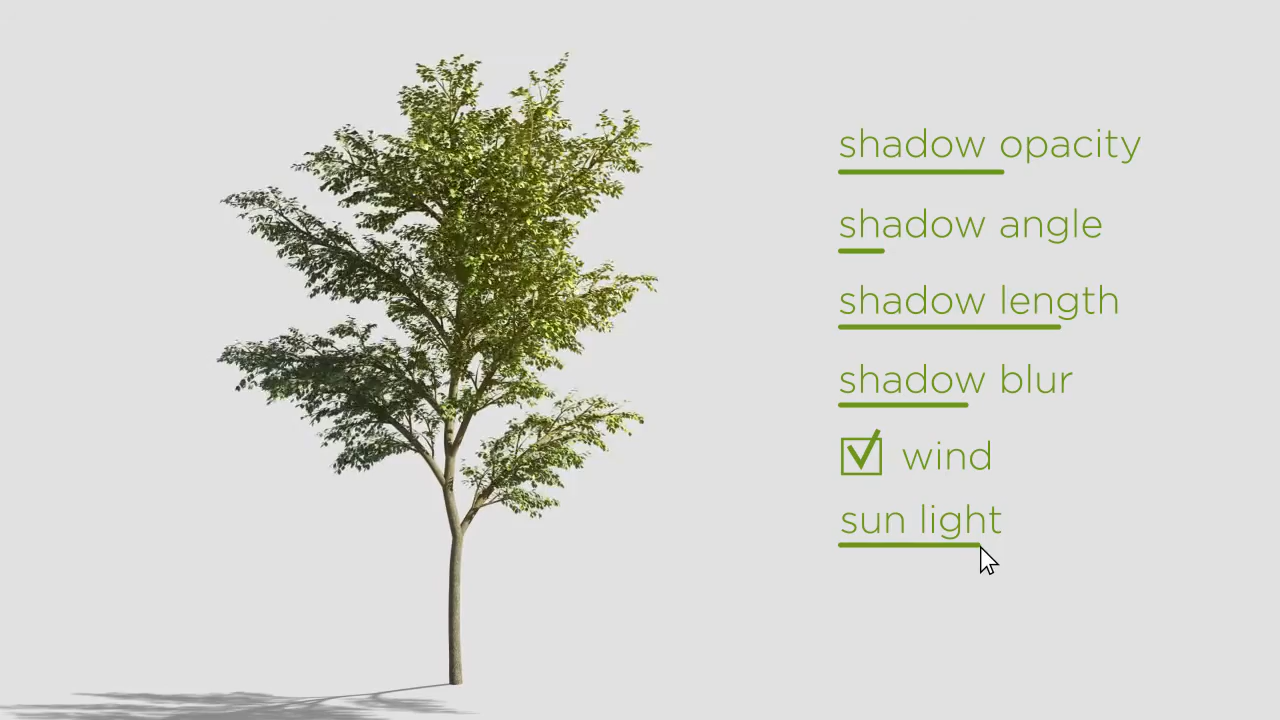 shadow opacity
shadow angle
shadow length
shadow blur
wind
sun light